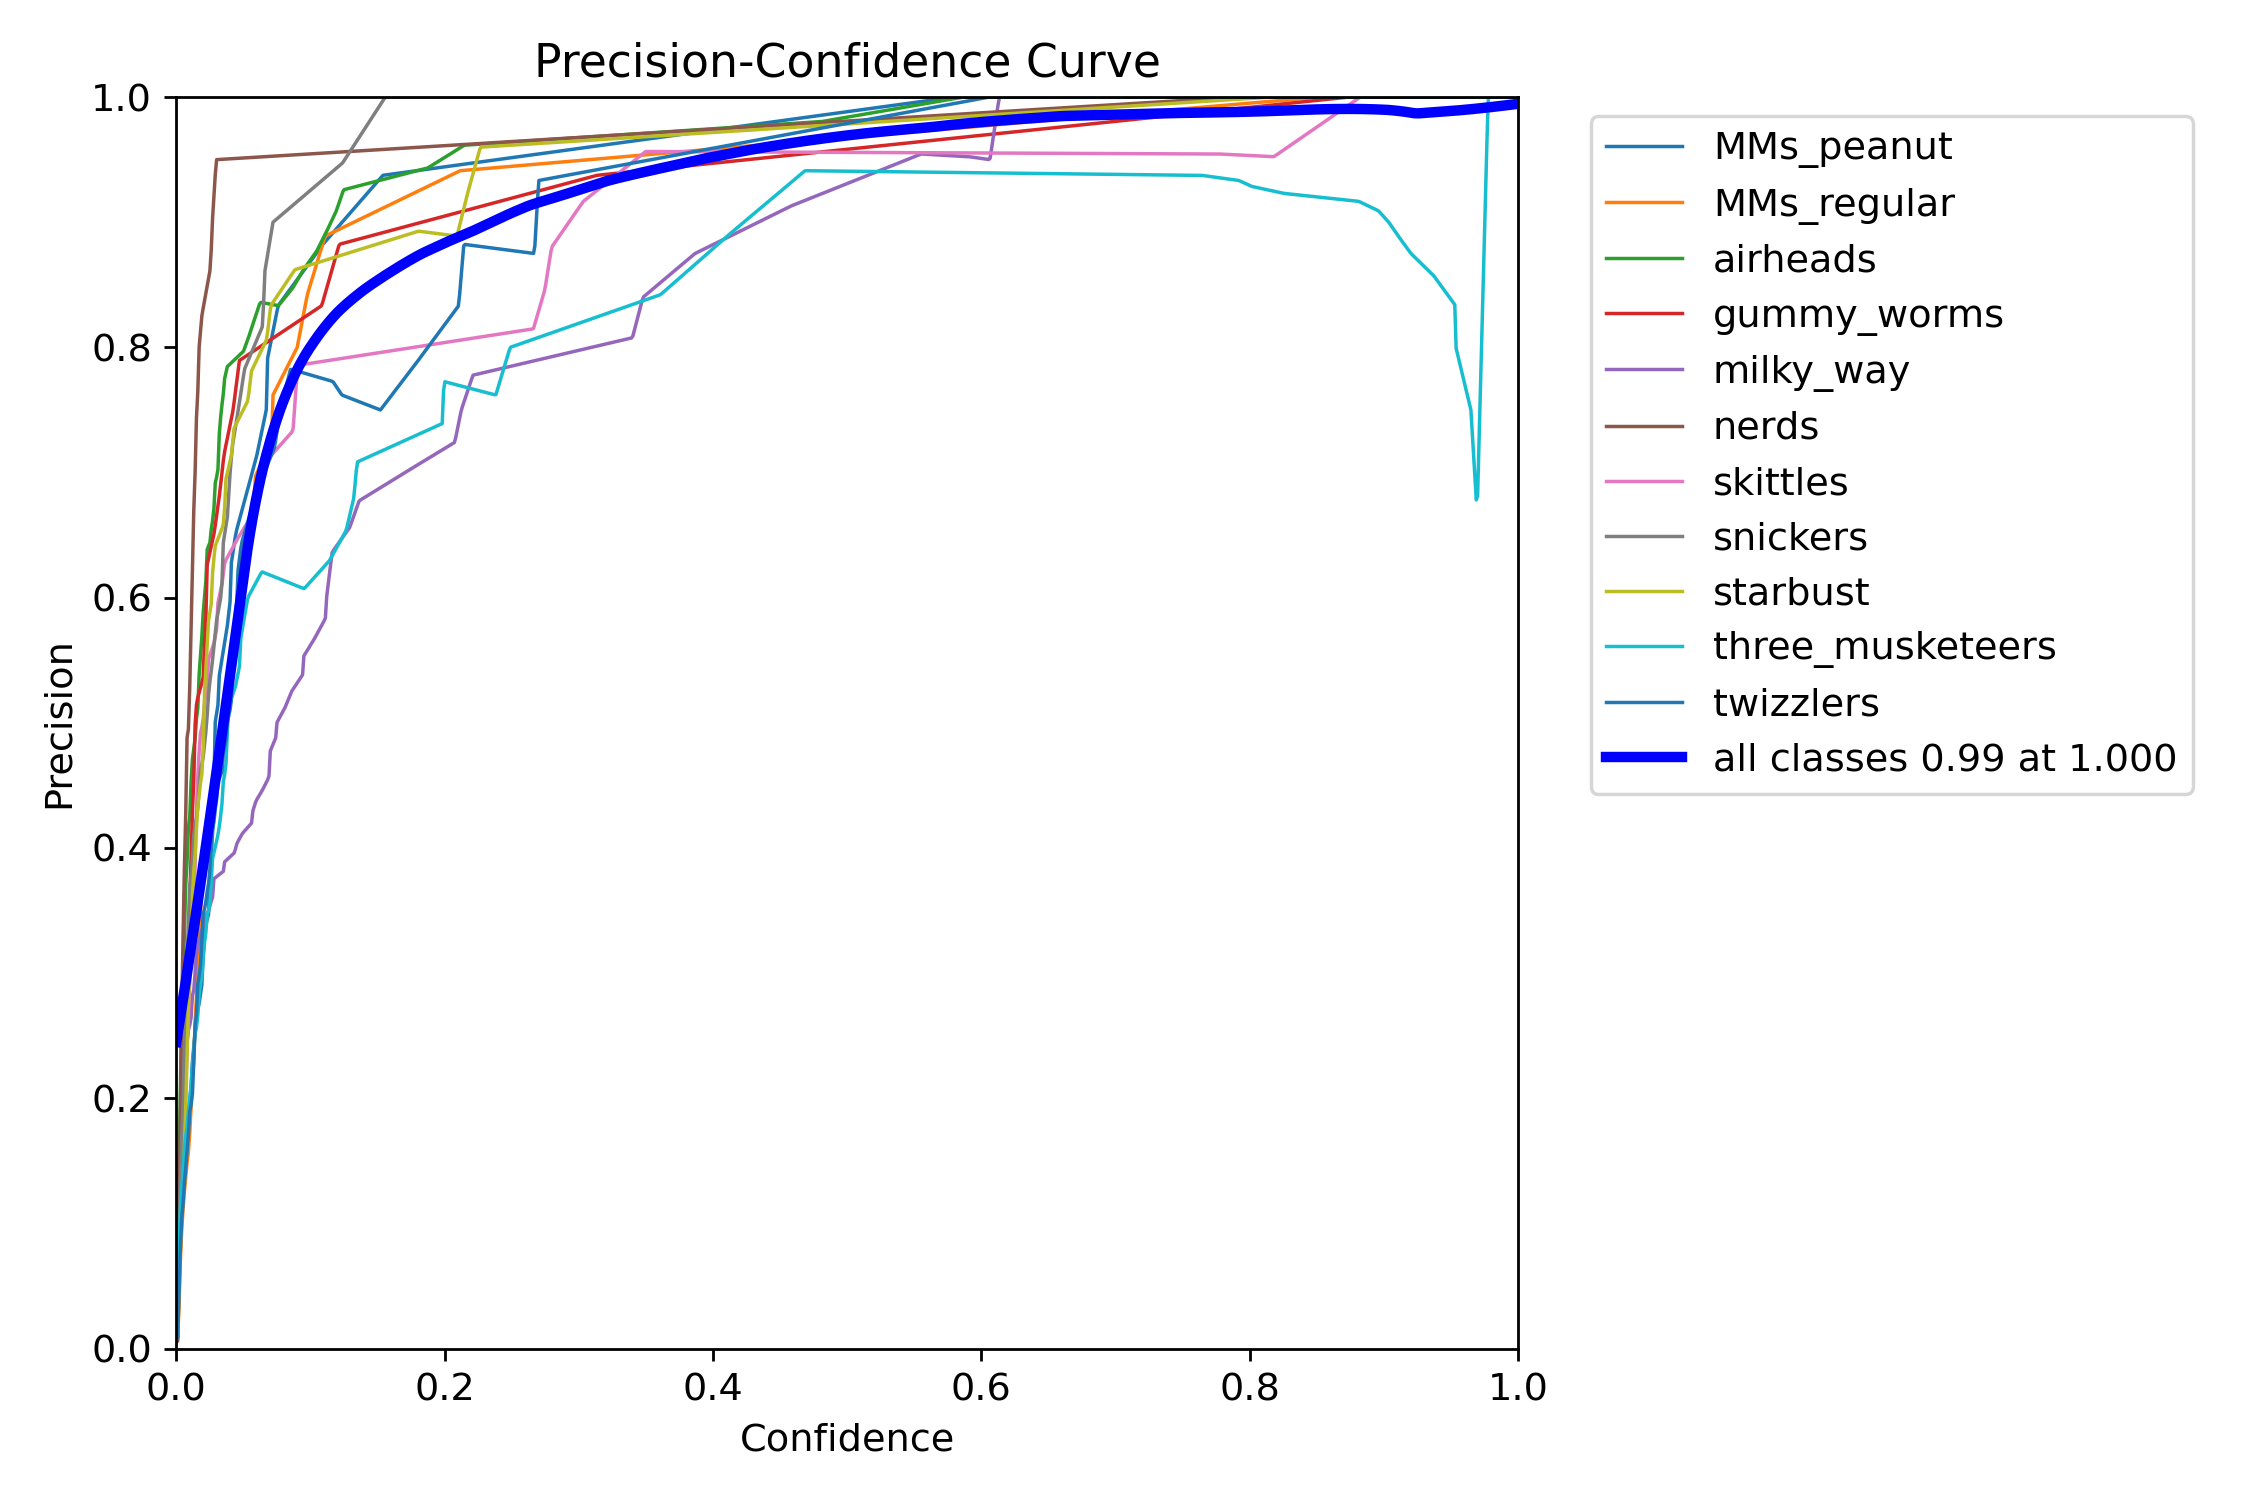 Precision-Confidence Curve
1.0
0.8
0.6
0.4
0.2
0.0
Precision
0.0 0.2 0.4 0.6 0.8 1.0
Confidence
MMs_peanut
MMs_regular
airheads
gummy_worms
milky_way
nerds
skittles
snickers
starbust
three_musketeers
twizzlers
all classes 0.99 at 1.000